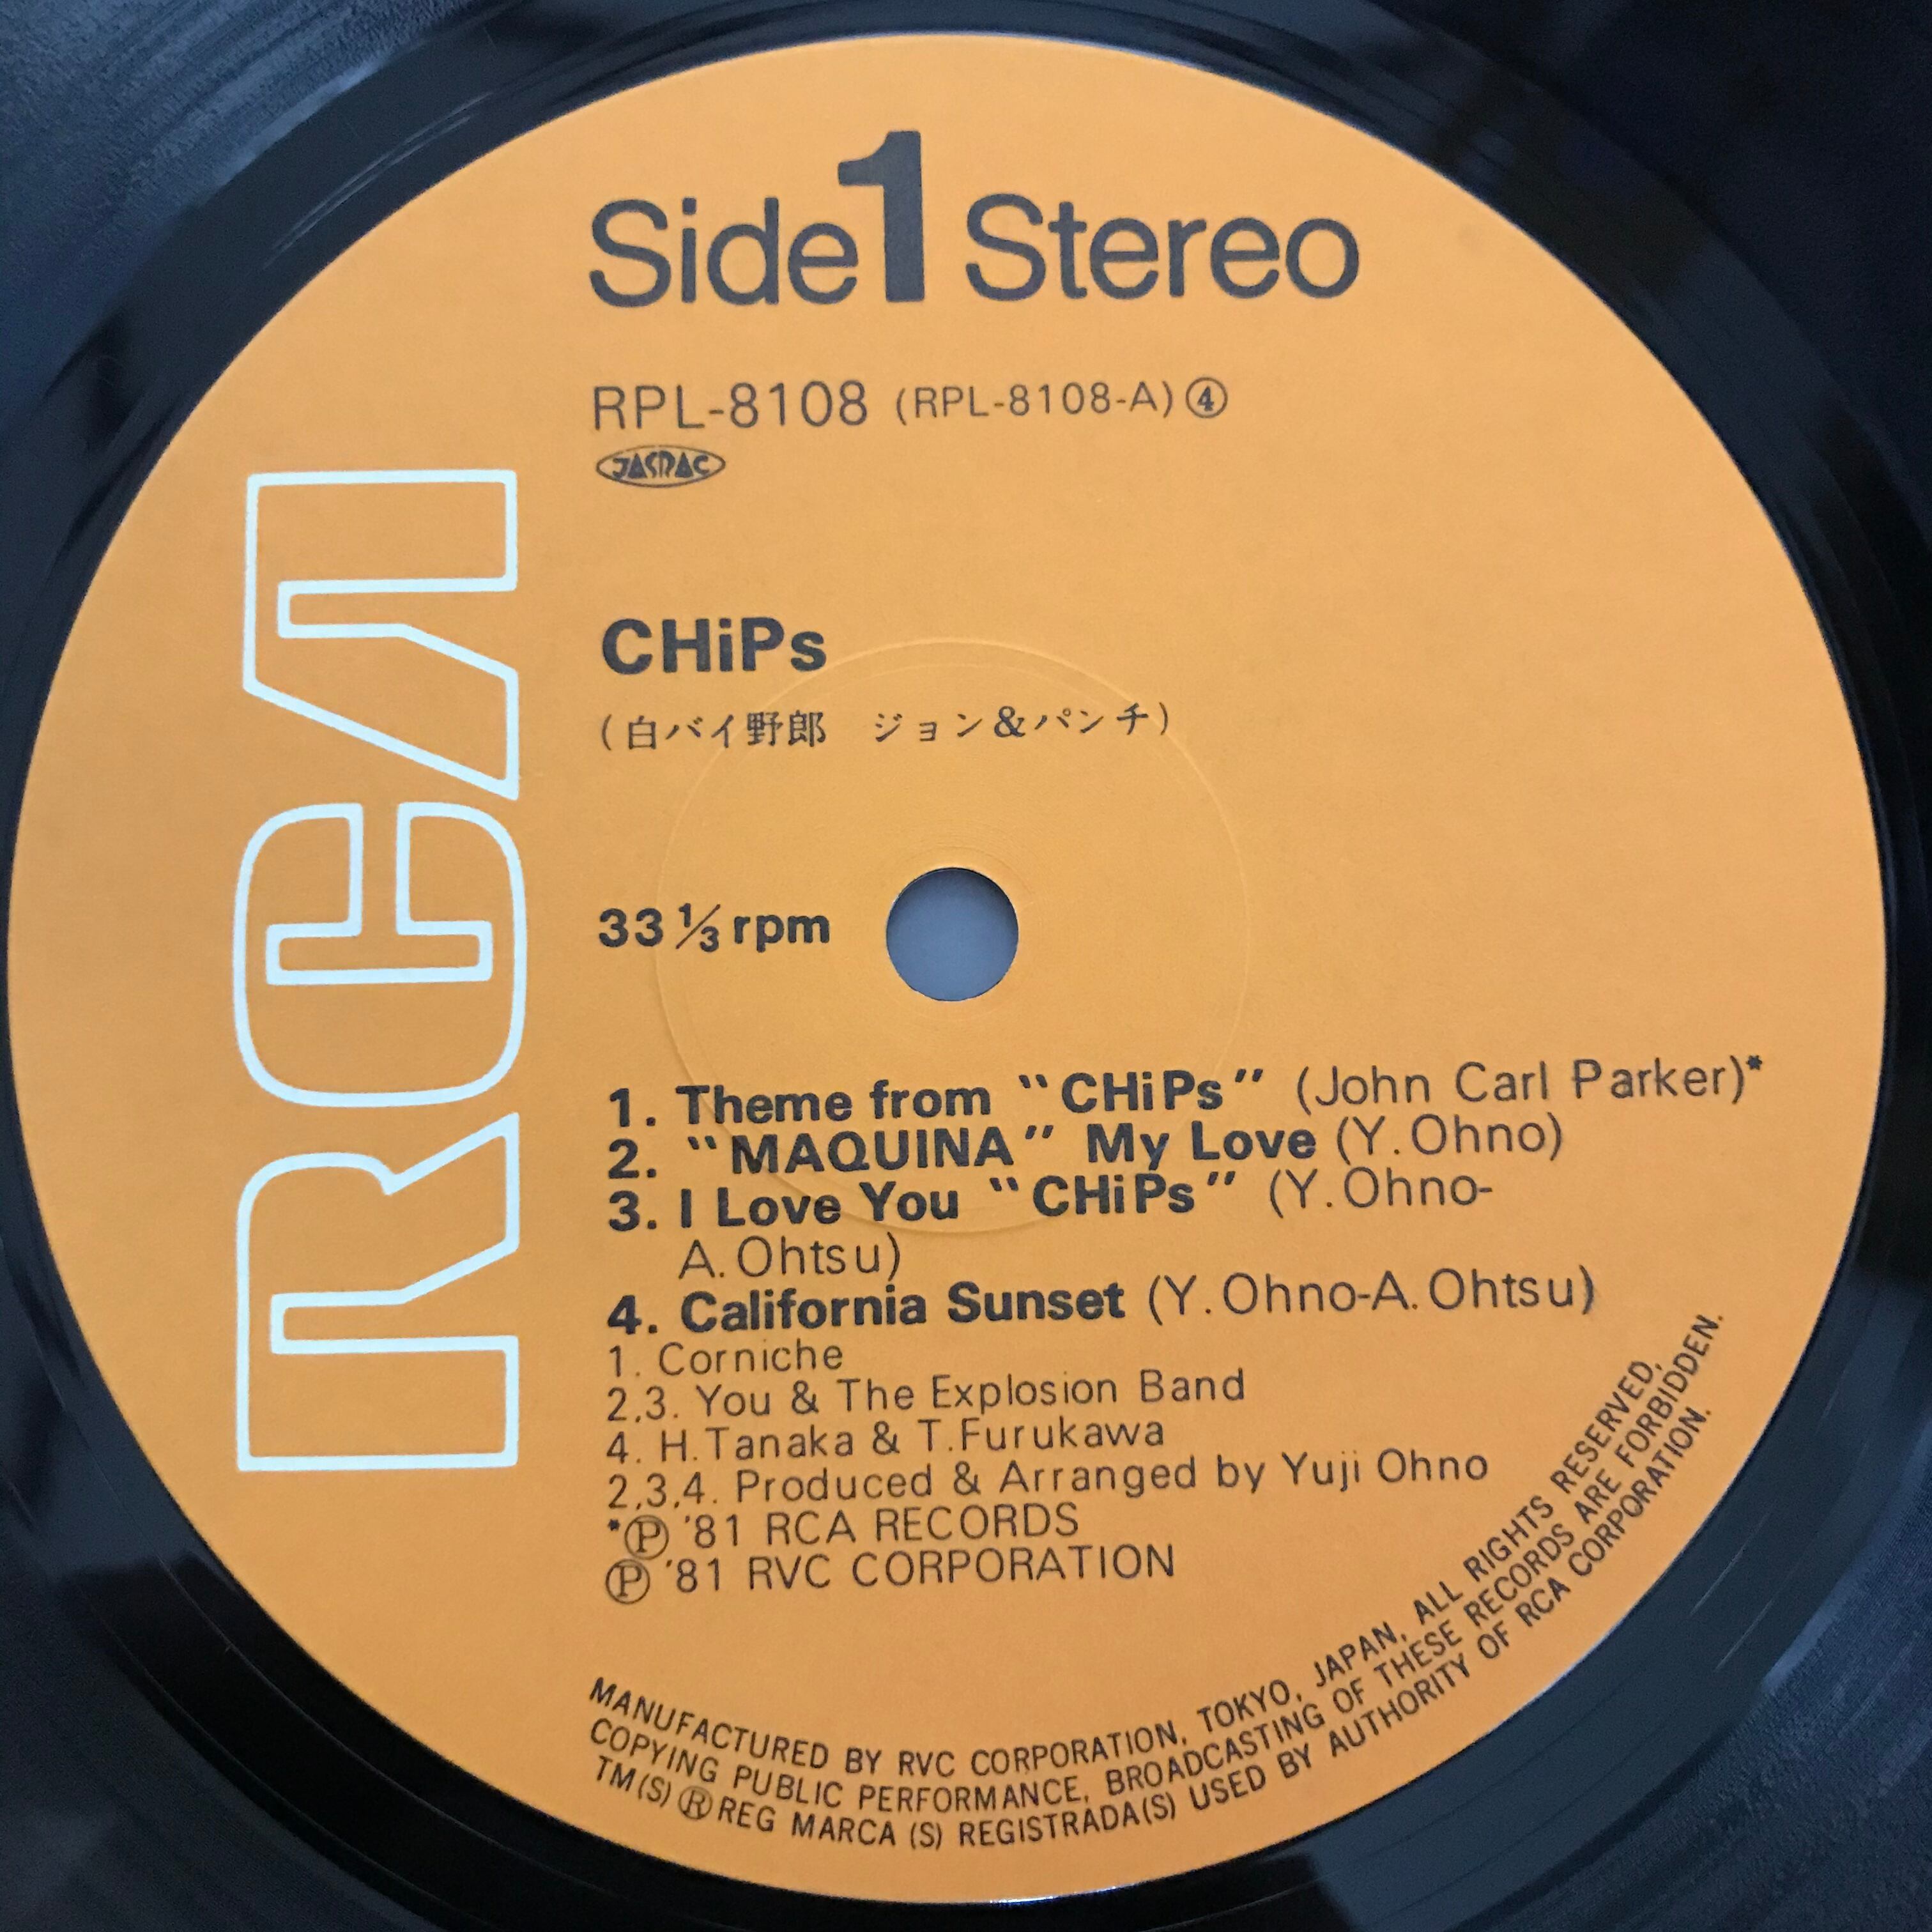 Side 1 Stereo
RPL-8108 (RPL-8108-A) ④
JASRAC
RCA
CHiPs
(白バイ野郎　ジョン&パンチ)
33 ⅓ rpm
1. Theme from “CHiPs” (John Carl Parker)*
2. “MAQUINA” My Love (Y. Ohno)
3. I Love You “CHiPs” (Y. Ohno-
A. Ohtsu)
4. California Sunset (Y. Ohno-A. Ohtsu)
1. Corniche
2,3. You & The Explosion Band
4. H.Tanaka & T.Furukawa
2,3,4. Produced & Arranged by Yuji Ohno
*Ⓟ '81 RCA RECORDS
Ⓟ '81 RVC CORPORATION
MANUFACTURED BY RVC CORPORATION, TOKYO, JAPAN, ALL RIGHTS RESERVED,
COPYING PUBLIC PERFORMANCE, BROADCASTING OF THESE RECORDS ARE FORBIDDEN.
TM(S) ® REG MARCA (S) REGISTRADA(S) USED BY AUTHORITY OF RCA CORPORATION.